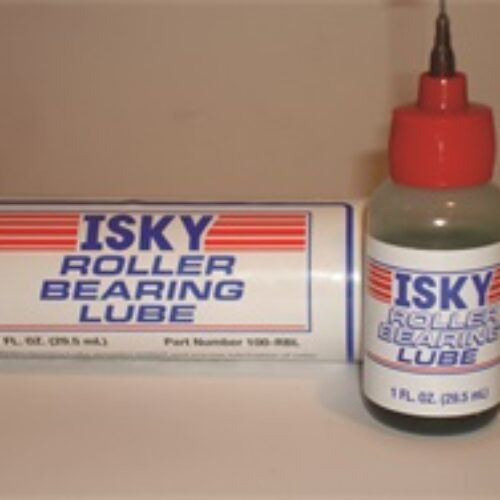 ISKY
ROLLER
BEARING
LUBE
FL. OZ. (29.5 mL) Part Number 100-RBL
ISKY
ROLLER
BEARING
LUBE
1 FL. OZ. (29.5 mL)